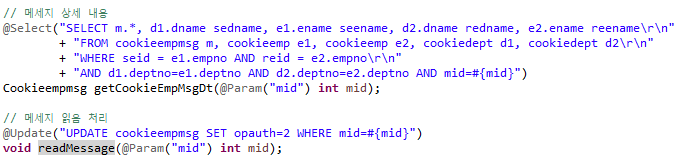 // 메세지 상세 내용
@Select("SELECT m.*, d1.dname sedname, e1.ename seename, d2.dname redname, e2.ename reename\r\n"
+ "FROM cookieempmsg m, cookieemp e1, cookieemp e2, cookiedept d1, cookiedept d2\r\n"
+ "WHERE seid = e1.empno AND reid = e2.empno\r\n"
+ "AND d1.deptno=e1.deptno AND d2.deptno=e2.deptno AND mid=#{mid}")
Cookieempmsg getCookieEmpMsgDt(@Param("mid") int mid);
// 메세지 읽음 처리
@Update("UPDATE cookieempmsg SET opauth=2 WHERE mid=#{mid}")
void readMessage(@Param("mid") int mid);